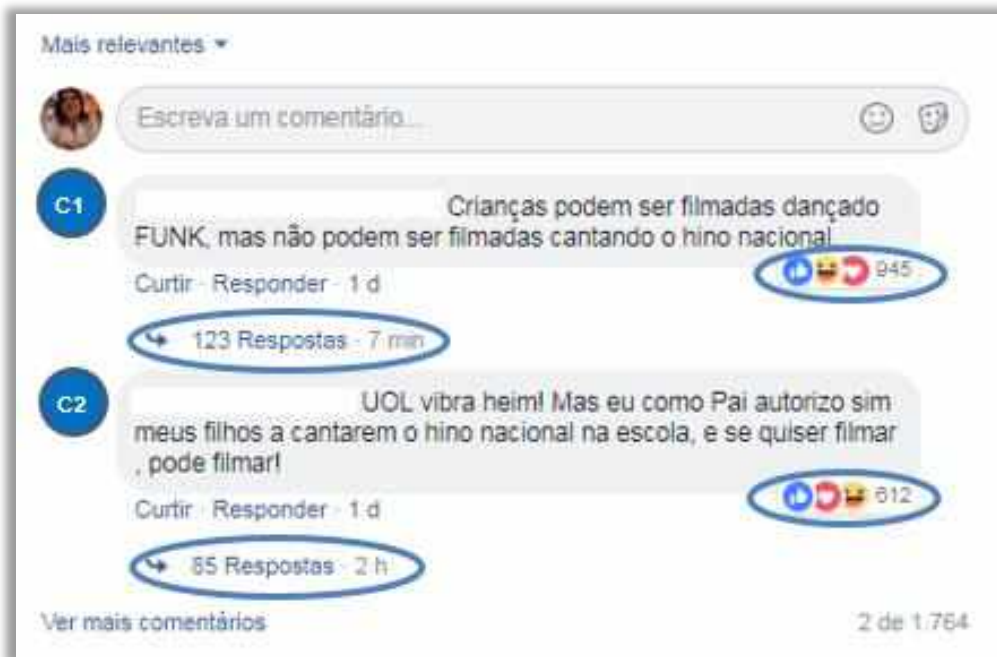 Mais relevantes
Escreva um comentário...
C1
Crianças podem ser filmadas dançado
FUNK, mas não podem ser filmadas cantando o hino nacional
945
Curtir · Responder · 1 d
123 Respostas · 7 min
C2
UOL vibra heim! Mas eu como Pai autorizo sim
meus filhos a cantarem o hino nacional na escola, e se quiser filmar
, pode filmar!
612
Curtir · Responder · 1 d
85 Respostas · 2 h
Ver mais comentários
2 de 1.764